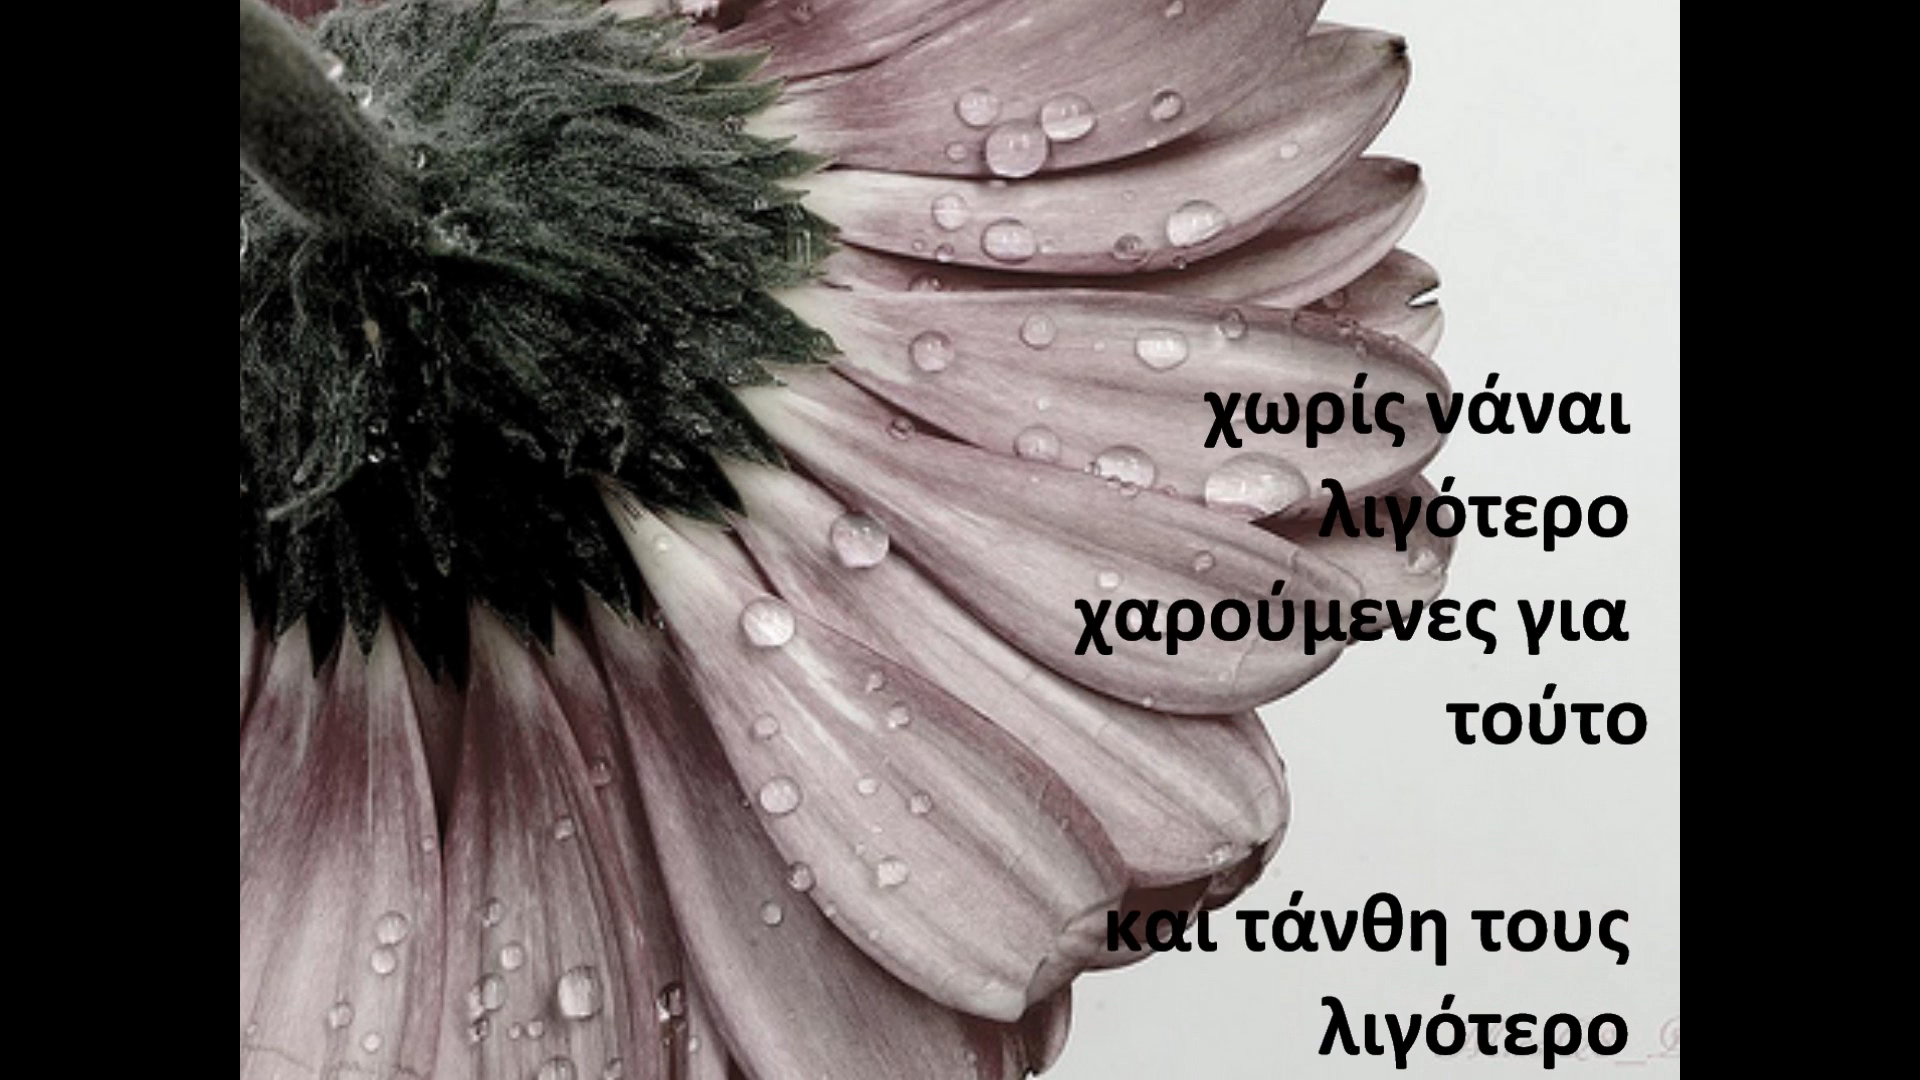 χωρίς νάναι
λιγότερο
χαρούμενες για
τούτο
και τάνθη τους
λιγότερο